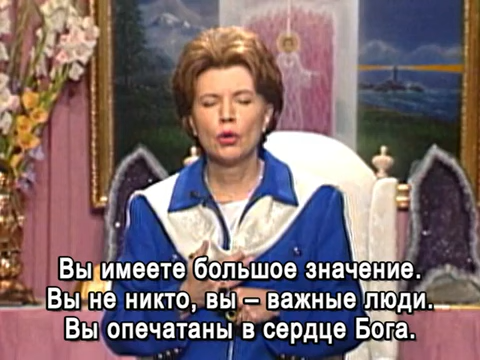 Вы имеете большое значение.
Вы не никто, вы – важные люди.
Вы опечатаны в сердце Бога.